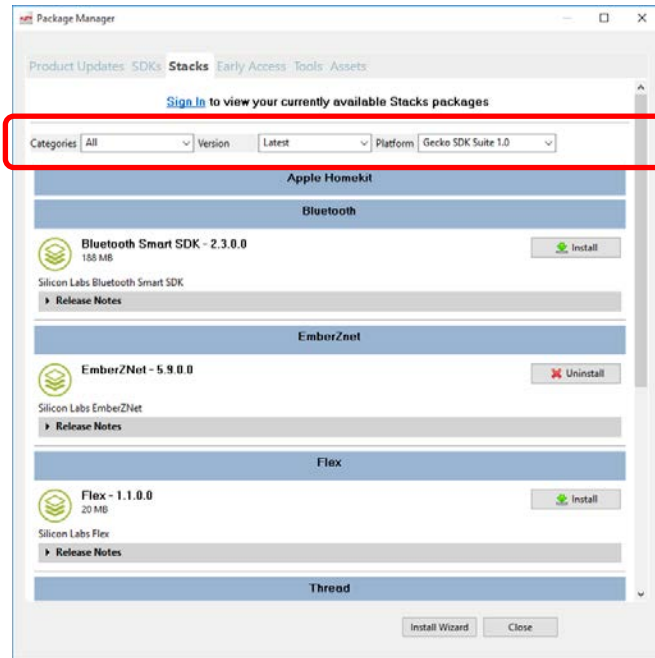 Package Manager
Product Updates SDKs Stacks Early Access Tools Assets
Sign In to view your currently available Stacks packages
Categories All Version Latest Platform Gecko SDK Suite 1.0
Apple Homekit
Bluetooth
Bluetooth Smart SDK - 2.3.0.0
188 MB
Install
Silicon Labs Bluetooth Smart SDK
Release Notes
EmberZnet
EmberZNet - 5.9.0.0
Uninstall
Silicon Labs EmberZNet
Release Notes
Flex
Flex - 1.1.0.0
20 MB
Install
Silicon Labs Flex
Release Notes
Thread
Install Wizard Close